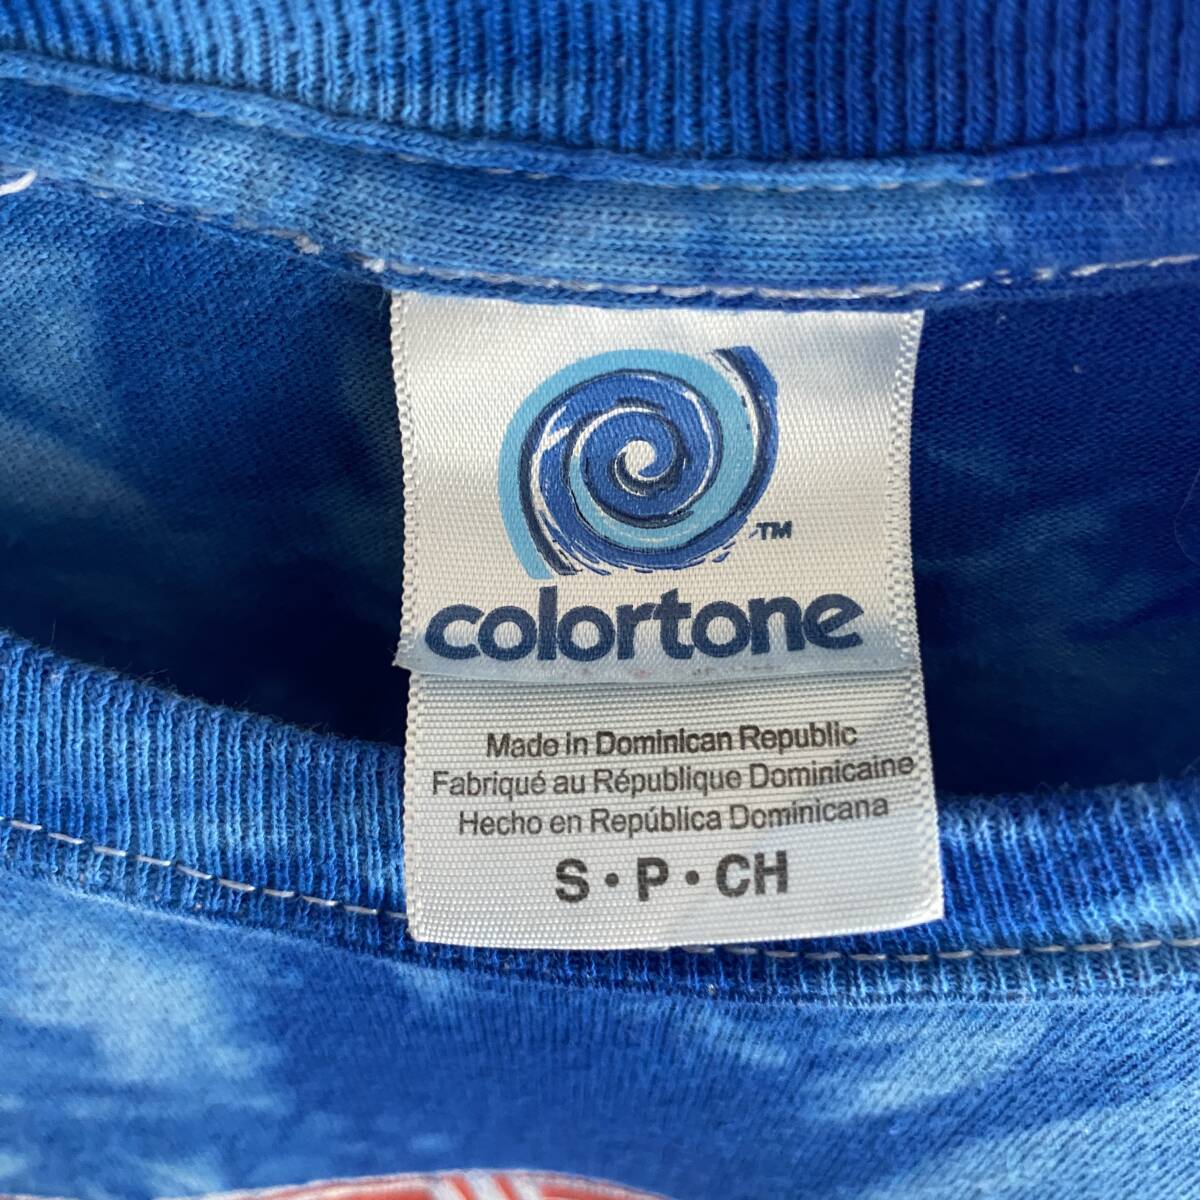 TM
colortone
Made in Dominican Republic
Fabriqué au République Dominicaine
Hecho en República Dominicana
S • P • CH